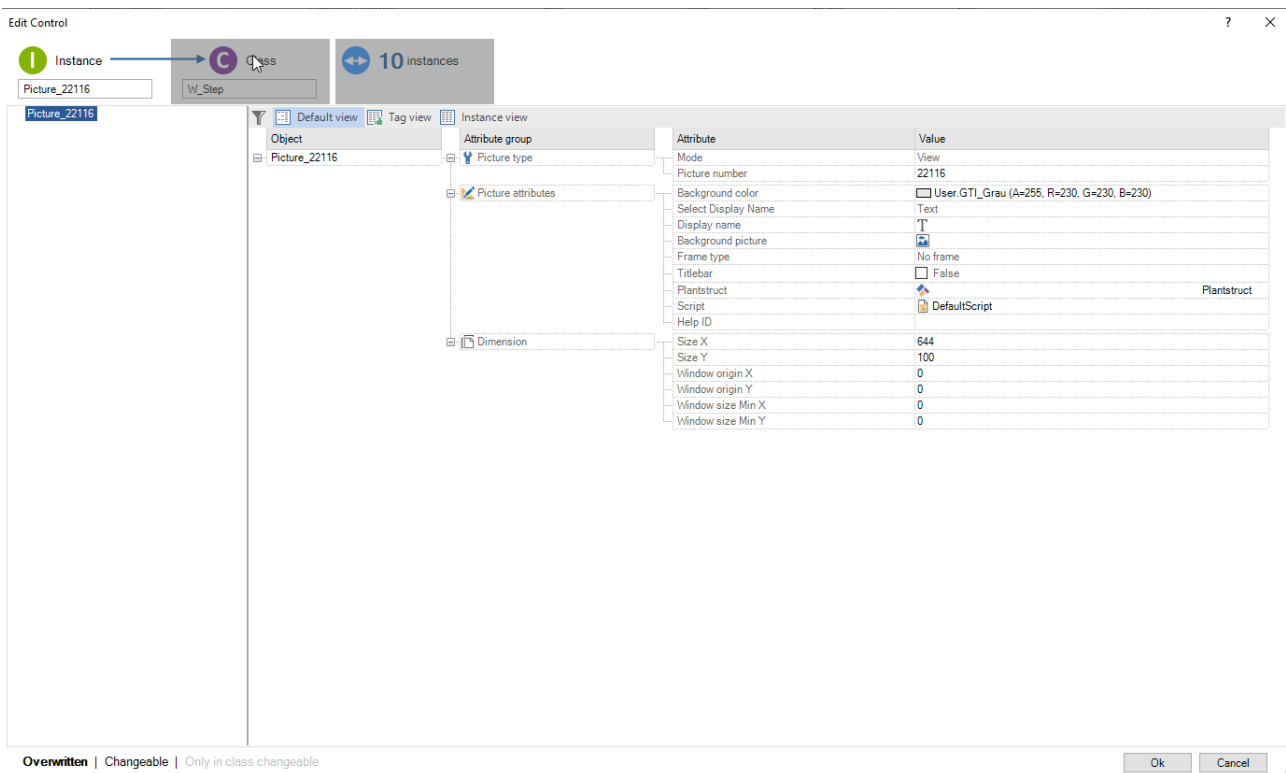 Edit Control
? ×
I Instance C Class 10 instances
Picture_22116 W_Step
Picture_22116
Default view Tag view Instance view
Object Attribute group Attribute Value
Picture_22116 Picture type Mode View
Picture number 22116
Picture attributes Background color User.GTI_Grau (A=255, R=230, G=230, B=230)
Select Display Name Text
Display name T
Background picture
Frame type No frame
Titlebar False
Plantstruct Plantstruct
Script DefaultScript
Help ID
Dimension Size X 644
Size Y 100
Window origin X 0
Window origin Y 0
Window size Min X 0
Window size Min Y 0
Overwritten | Changeable | Only in class changeable
Ok Cancel